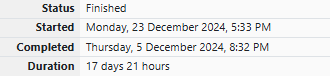 Status Finished
Started Monday, 23 December 2024, 5:33 PM
Completed Thursday, 5 December 2024, 8:32 PM
Duration 17 days 21 hours